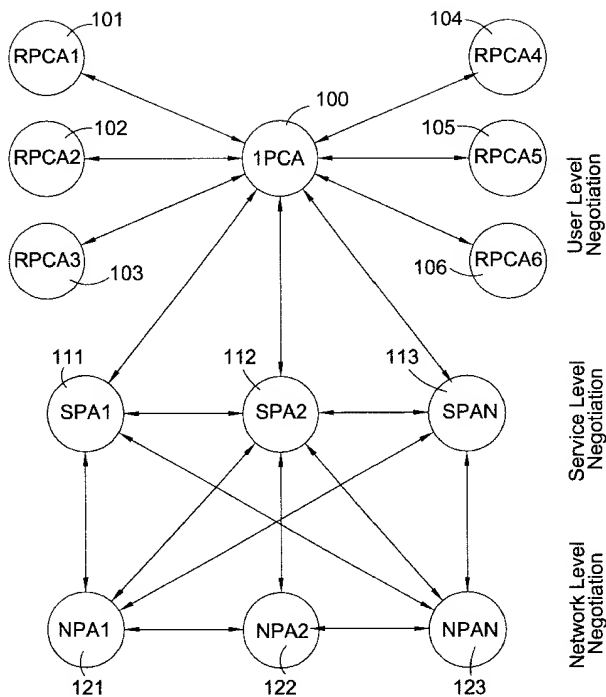 101
104
RPCA1
RPCA4
100
102
105
RPCA2
1PCA
RPCA5
User Level
Negotiation
RPCA3
RPCA6
103
106
111
112
113
SPA1
SPA2
SPAN
Service Level
Negotiation
NPA1
NPA2
NPAN
Network Level
Negotiation
121
122
123